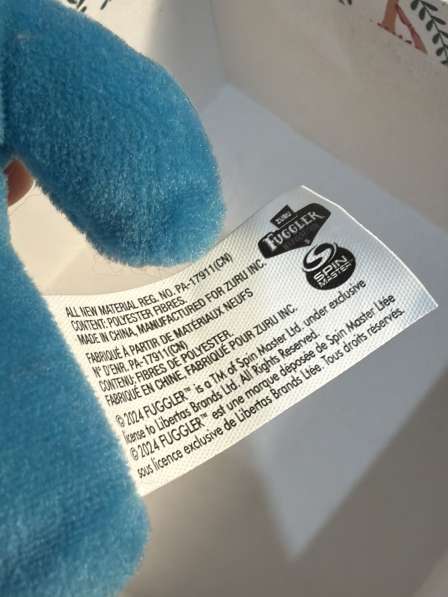 ZURU
FUGGLER
SPIN
MASTER
ALL NEW MATERIAL REG. NO. PA-17911(CN)
CONTENT: POLYESTER FIBRES.
MADE IN CHINA, MANUFACTURED FOR ZURU INC.
FABRIQUÉ À PARTIR DE MATÉRIAUX NEUFS
N° D'ENR. PA-17911(CN)
CONTENU; FIBRES DE POLYESTER.
FABRIQUÉ EN CHINE, FABRIQUÉ POUR ZURU INC.
© 2024 FUGGLER™ is a TM of Spin Master Ltd. under exclusive
license to Libertas Brands Ltd. All Rights Reserved.
© 2024 FUGGLER™ est une marque déposée de Spin Master Ltée
sous licence exclusive de Libertas Brands Ltée. Tous droits réservés.